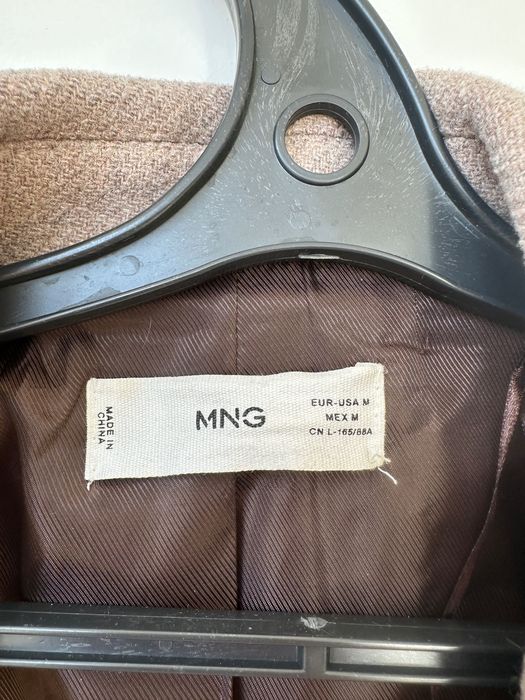 MADE IN
CHINA
MNG
EUR-USA M
MEX M
CN L-165/88A